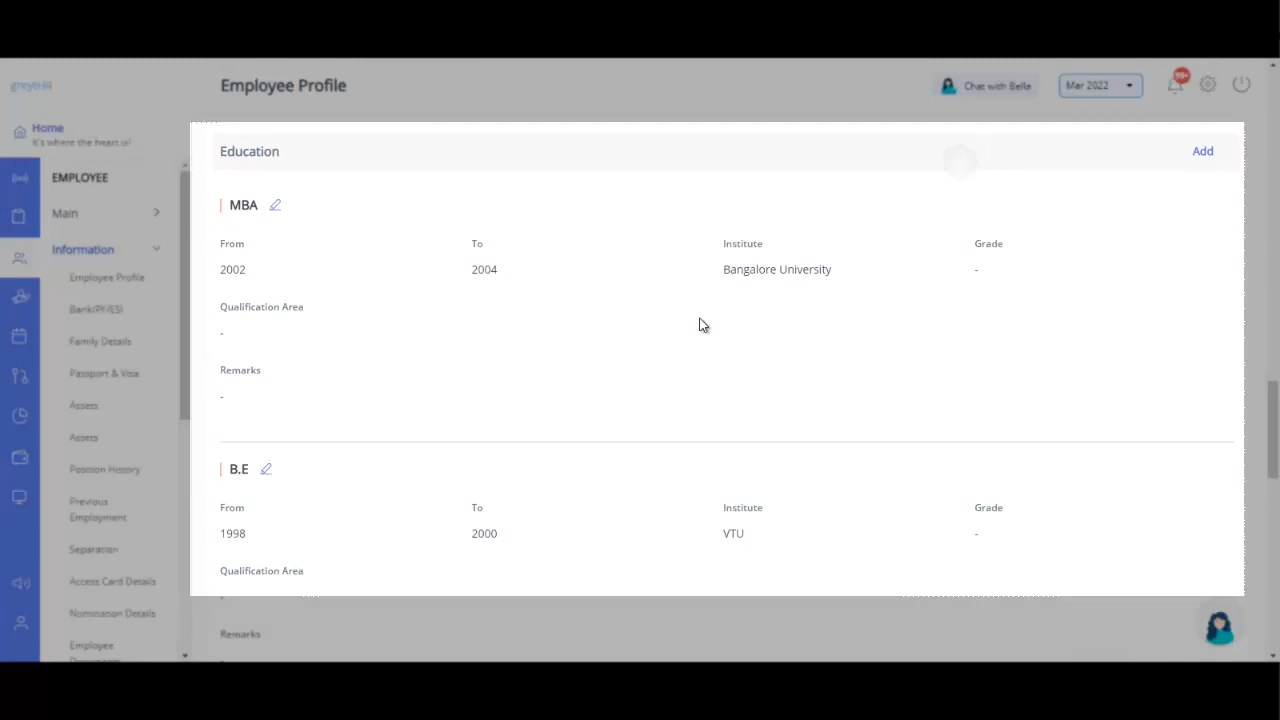 greytHR
Employee Profile
Chat with Bella
Mar 2022
99+
Home
It's where the heart is!
EMPLOYEE
Main
Information
Employee Profile
Bank/PF/ESI
Family Details
Passport & Visa
Assets
Assets
Position History
Previous
Employment
Separation
Access Card Details
Nomination Details
Employee
Education
Add
MBA
From
To
Institute
Grade
2002
2004
Bangalore University
-
Qualification Area
-
Remarks
-
B.E
From
To
Institute
Grade
1998
2000
VTU
-
Qualification Area
-
Remarks